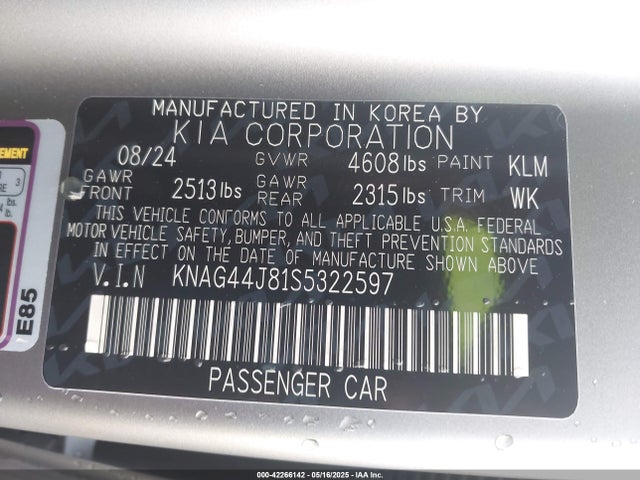 MANUFACTURED IN KOREA BY
KIA CORPORATION
08/24 GVWR 4608 lbs PAINT KLM
GAWR FRONT 2513 lbs GAWR REAR 2315 lbs TRIM WK
THIS VEHICLE CONFORMS TO ALL APPLICABLE U.S.A. FEDERAL
MOTOR VEHICLE SAFETY, BUMPER, AND THEFT PREVENTION STANDARDS
IN EFFECT ON THE DATE OF MANUFACTURE SHOWN ABOVE
V.I.N KNAG44J81S5322597
PASSENGER CAR
E85
000-42266142 - 05/16/2025 - IAA Inc.